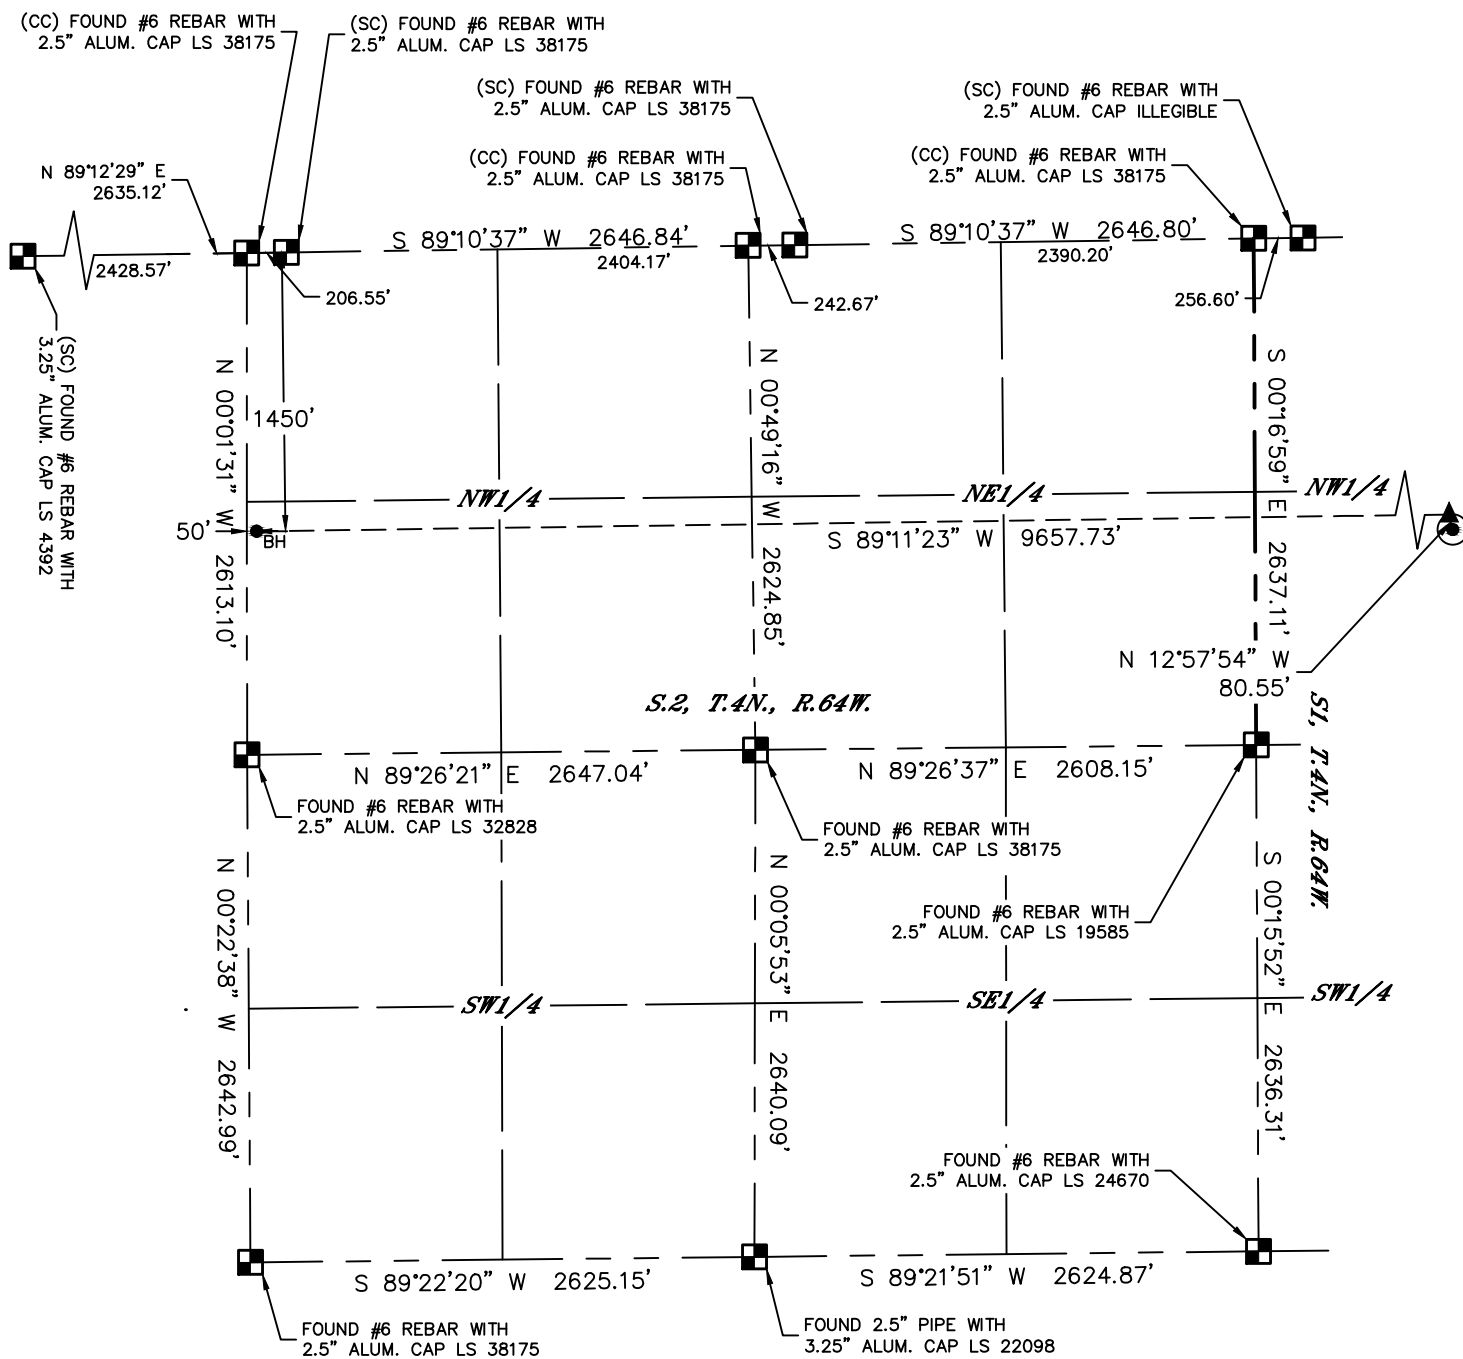 (CC) FOUND #6 REBAR WITH
2.5" ALUM. CAP LS 38175
(SC) FOUND #6 REBAR WITH
2.5" ALUM. CAP LS 38175
(SC) FOUND #6 REBAR WITH
2.5" ALUM. CAP LS 38175
(SC) FOUND #6 REBAR WITH
2.5" ALUM. CAP ILLEGIBLE
(CC) FOUND #6 REBAR WITH
2.5" ALUM. CAP LS 38175
(CC) FOUND #6 REBAR WITH
2.5" ALUM. CAP LS 38175
N 89°12'29" E
2635.12'
S 89°10'37" W 2646.84'
2404.17'
S 89°10'37" W 2646.80'
2390.20'
2428.57'
206.55'
242.67'
256.60'
(SC) FOUND #6 REBAR WITH
3.25" ALUM. CAP LS 4392
N 00°01'31" W 2613.10'
1450'
N 00°49'16" W 2624.85'
S 00°16'59" E 2637.11'
NW1/4
NE1/4
NW1/4
50'
BH
S 89°11'23" W 9657.73'
N 12°57'54" W
80.55'
S.2, T.4N., R.64W.
S1, T.4N., R.64W.
N 89°26'21" E 2647.04'
N 89°26'37" E 2608.15'
FOUND #6 REBAR WITH
2.5" ALUM. CAP LS 32828
FOUND #6 REBAR WITH
2.5" ALUM. CAP LS 38175
FOUND #6 REBAR WITH
2.5" ALUM. CAP LS 19585
N 00°22'38" W 2642.99'
N 00°05'53" E 2640.09'
S 00°15'52" E 2636.31'
SW1/4
SE1/4
SW1/4
FOUND #6 REBAR WITH
2.5" ALUM. CAP LS 24670
S 89°22'20" W 2625.15'
S 89°21'51" W 2624.87'
FOUND #6 REBAR WITH
2.5" ALUM. CAP LS 38175
FOUND 2.5" PIPE WITH
3.25" ALUM. CAP LS 22098